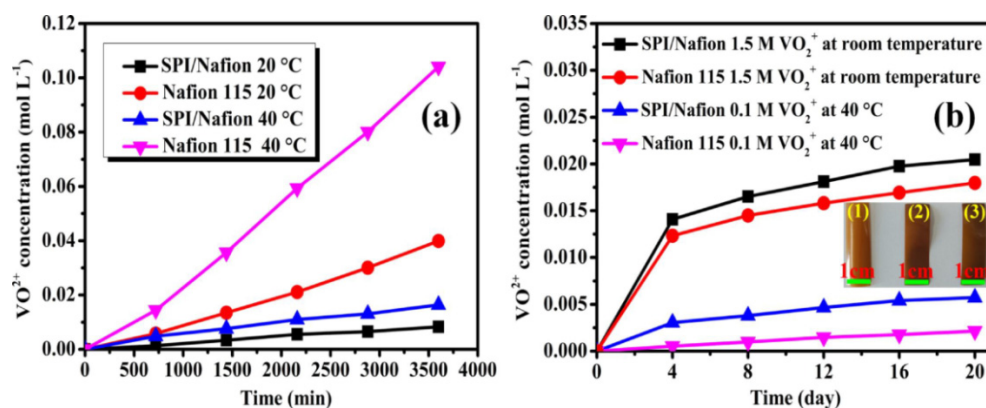 0.12
0.10
0.08
0.06
0.04
0.02
0.00
VO²⁺ concentration (mol L⁻¹)
SPI/Nafion 20 °C
Nafion 115 20 °C
SPI/Nafion 40 °C
Nafion 115 40 °C
(a)
0 500 1000 1500 2000 2500 3000 3500 4000
Time (min)
0.035
0.030
0.025
0.020
0.015
0.010
0.005
0.000
VO²⁺ concentration (mol L⁻¹)
SPI/Nafion 1.5 M VO₂⁺ at room temperature
Nafion 115 1.5 M VO₂⁺ at room temperature
SPI/Nafion 0.1 M VO₂⁺ at 40 °C
Nafion 115 0.1 M VO₂⁺ at 40 °C
(b)
(1) (2) (3)
1cm 1cm 1cm
0 4 8 12 16 20
Time (day)